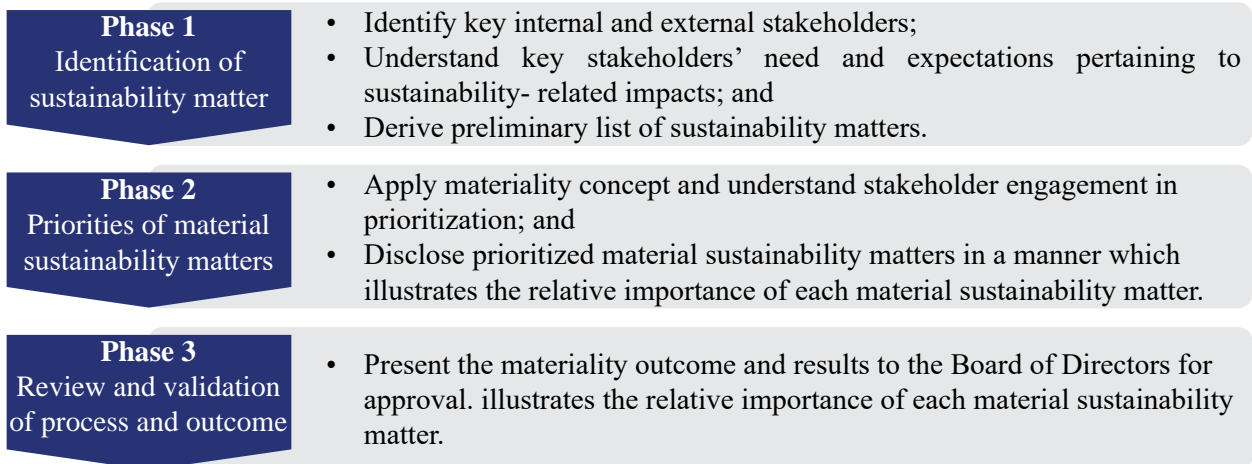 Phase 1
Identification of
sustainability matter
• Identify key internal and external stakeholders;
• Understand key stakeholders’ need and expectations pertaining to
sustainability- related impacts; and
• Derive preliminary list of sustainability matters.
Phase 2
Priorities of material
sustainability matters
• Apply materiality concept and understand stakeholder engagement in
prioritization; and
• Disclose prioritized material sustainability matters in a manner which
illustrates the relative importance of each material sustainability matter.
Phase 3
Review and validation
of process and outcome
• Present the materiality outcome and results to the Board of Directors for
approval. illustrates the relative importance of each material sustainability
matter.